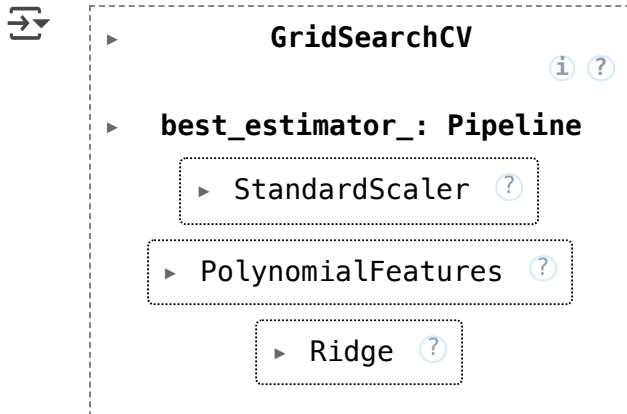 ▸ GridSearchCV
i ?
▸ best_estimator_: Pipeline
▸ StandardScaler ?
▸ PolynomialFeatures ?
▸ Ridge ?